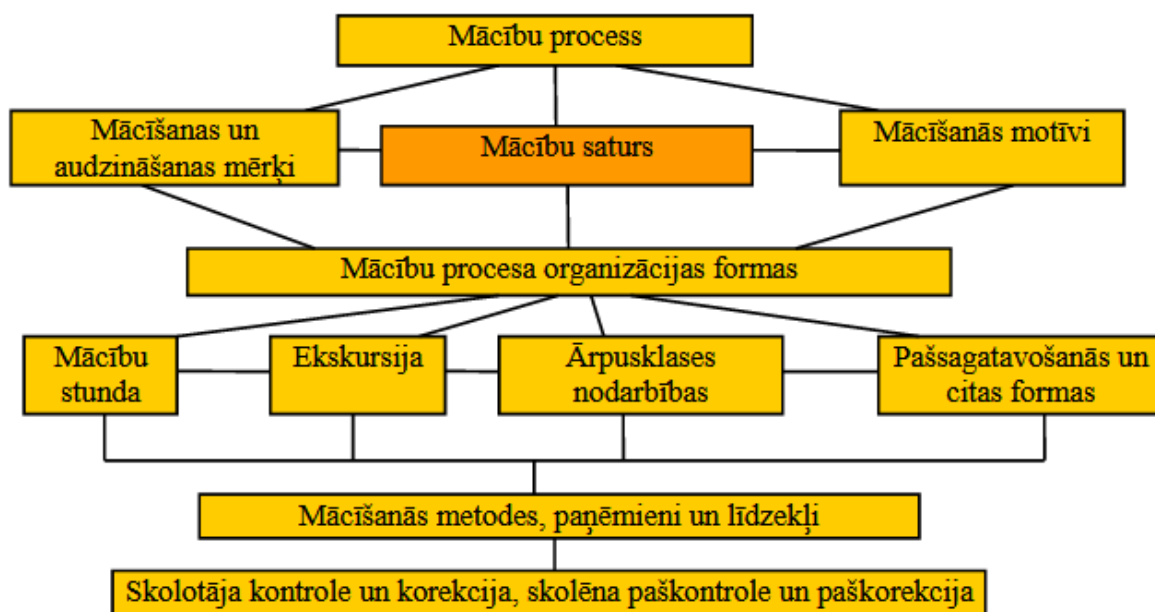 Mācību process
Mācīšanas un
audzināšanas mērķi
Mācību saturs
Mācīšanās motīvi
Mācību procesa organizācijas formas
Mācību
stunda
Ekskursija
Ārpusklases
nodarbības
Pašsagatavošanās un
citas formas
Mācīšanās metodes, paņēmieni un līdzekļi
Skolotāja kontrole un korekcija, skolēna paškontrole un paškorekcija